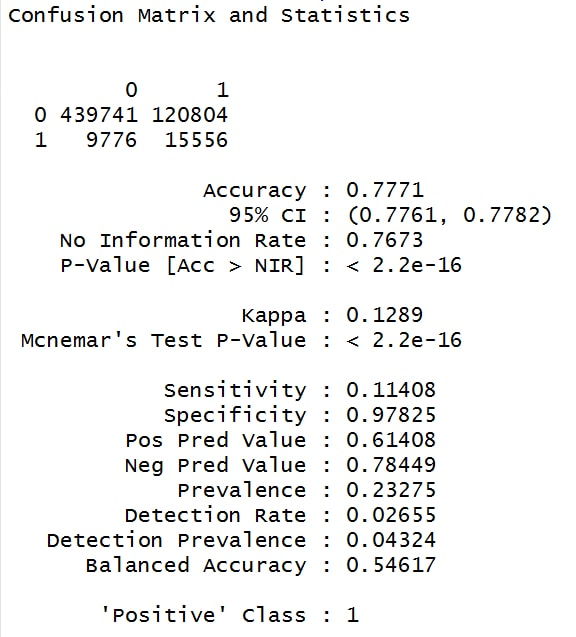 Confusion Matrix and Statistics
0 1
0 439741 120804
1 9776 15556
Accuracy : 0.7771
95% CI : (0.7761, 0.7782)
No Information Rate : 0.7673
P-Value [Acc > NIR] : < 2.2e-16
Kappa : 0.1289
Mcnemar's Test P-Value : < 2.2e-16
Sensitivity : 0.11408
Specificity : 0.97825
Pos Pred Value : 0.61408
Neg Pred Value : 0.78449
Prevalence : 0.23275
Detection Rate : 0.02655
Detection Prevalence : 0.04324
Balanced Accuracy : 0.54617
'Positive' Class : 1